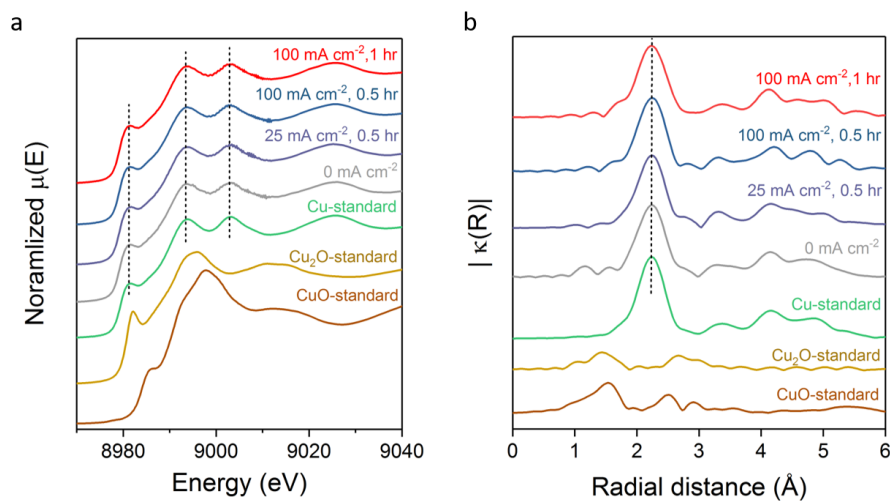 a
Noramlized μ(E)
100 mA cm⁻²,1 hr
100 mA cm⁻², 0.5 hr
25 mA cm⁻², 0.5 hr
0 mA cm⁻²
Cu-standard
Cu₂O-standard
CuO-standard
8980 9000 9020 9040
Energy (eV)
b
| κ(R)|
100 mA cm⁻²,1 hr
100 mA cm⁻², 0.5 hr
25 mA cm⁻², 0.5 hr
0 mA cm⁻²
Cu-standard
Cu₂O-standard
CuO-standard
0 1 2 3 4 5 6
Radial distance (Å)